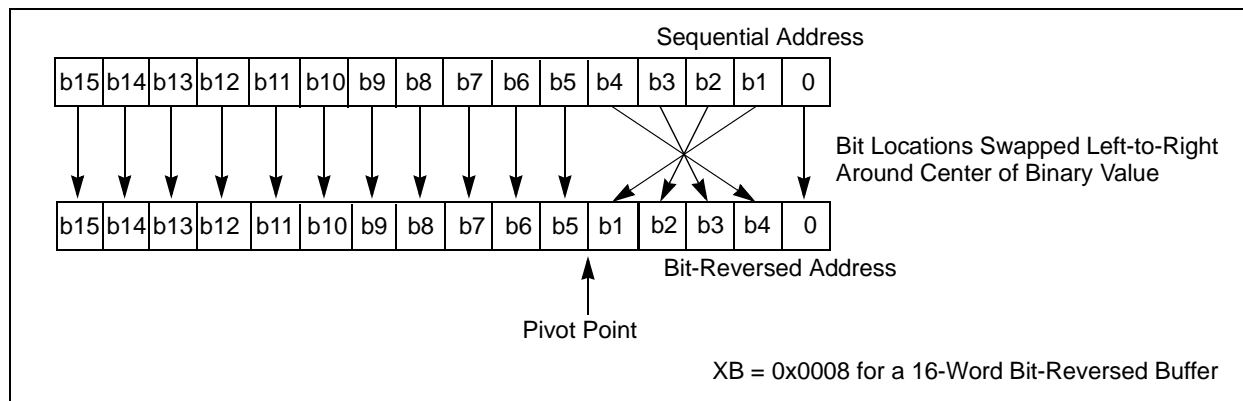 Sequential Address
b15 b14 b13 b12 b11 b10 b9 b8 b7 b6 b5 b4 b3 b2 b1 0
Bit Locations Swapped Left-to-Right
Around Center of Binary Value
b15 b14 b13 b12 b11 b10 b9 b8 b7 b6 b5 b1 b2 b3 b4 0
Bit-Reversed Address
Pivot Point
XB = 0x0008 for a 16-Word Bit-Reversed Buffer